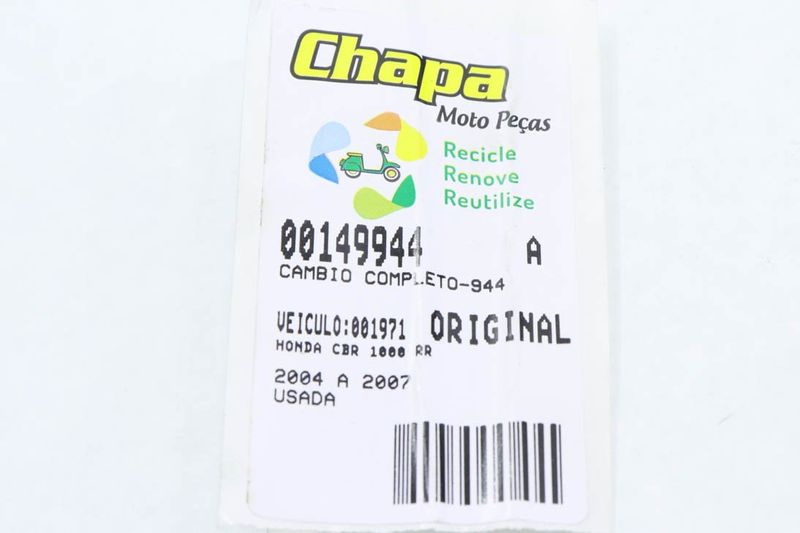 Chapa
Moto Peças
Recicle
Renove
Reutilize
00149944 A
CAMBIO COMPLETO-944
VEICULO:001971 ORIGINAL
HONDA CBR 1000 RR
2004 A 2007
USADA